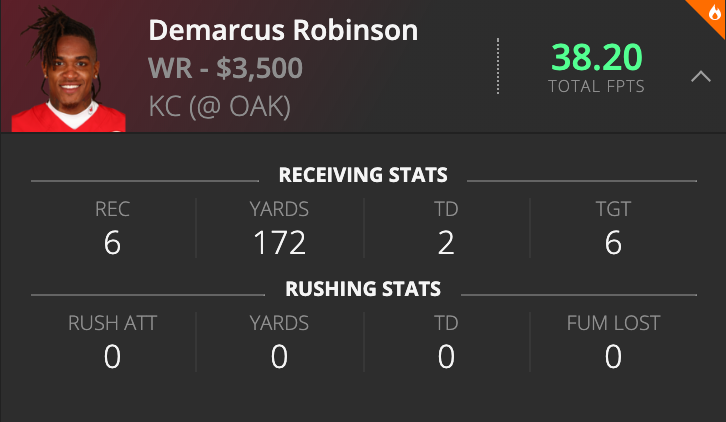 Demarcus Robinson
WR - $3,500
KC (@ OAK)
38.20
TOTAL FPTS
RECEIVING STATS
REC YARDS TD TGT
6 172 2 6
RUSHING STATS
RUSH ATT YARDS TD FUM LOST
0 0 0 0